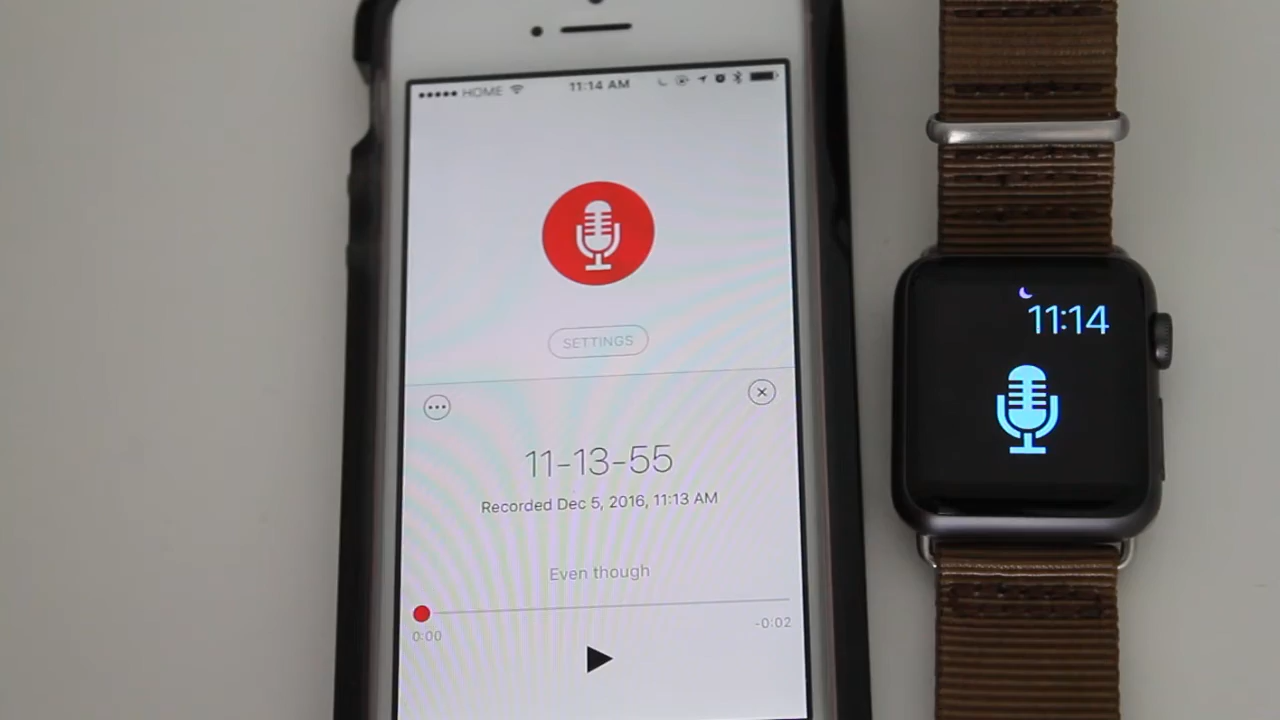 HOME 11:14 AM
SETTINGS
11-13-55
Recorded Dec 5, 2016, 11:13 AM
Even though
0:00 -0:02
11:14